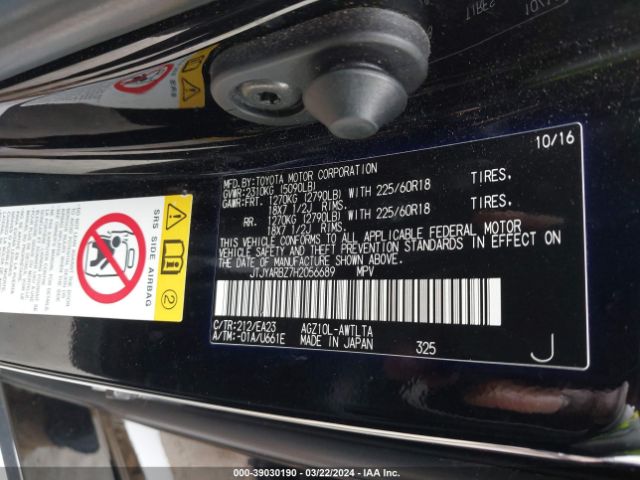 10/16
MFD.BY:TOYOTA MOTOR CORPORATION
GVWR:2310KG (5090LB)
GAWR:FRT. 1270KG (2790LB) WITH 225/60R18 TIRES,
18X7 1/2J RIMS.
RR. 1270KG (2790LB) WITH 225/60R18 TIRES,
18X7 1/2J RIMS.
THIS VEHICLE CONFORMS TO ALL APPLICABLE FEDERAL MOTOR
VEHICLE SAFETY AND THEFT PREVENTION STANDARDS IN EFFECT ON
THE DATE OF MANUFACTURE SHOWN ABOVE.
JTJYARBZ7H2056689 MPV
C/TR:212/EA23 AGZ10L-AWTLTA
A/TM:-01A/U661E MADE IN JAPAN 325 J
SRS SIDE AIRBAG
2
000-39030190 - 03/22/2024 - IAA Inc.